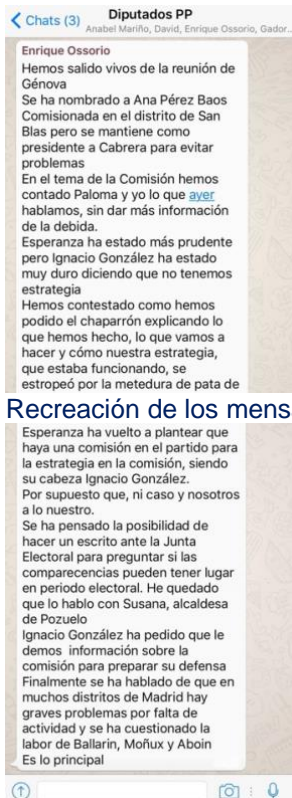 Chats (3)
Diputados PP
Anabel Mariño, David, Enrique Ossorio, Gador..
Enrique Ossorio
Hemos salido vivos de la reunión de
Génova
Se ha nombrado a Ana Pérez Baos
Comisionada en el distrito de San
Blas pero se mantiene como
presidente a Cabrera para evitar
problemas
En el tema de la Comisión hemos
contado Paloma y yo lo que ayer
hablamos, sin dar más información
de la debida.
Esperanza ha estado más prudente
pero Ignacio González ha estado
muy duro diciendo que no tenemos
estrategia
Hemos contestado como hemos
podido el chaparrón explicando lo
que hemos hecho, lo que vamos a
hacer y cómo nuestra estrategia,
que estaba funcionando, se
estropeó por la metedura de pata de
Recreación de los mens
Esperanza ha vuelto a plantear que
haya una comisión en el partido para
la estrategia en la comisión, siendo
su cabeza Ignacio González.
Por supuesto que, ni caso y nosotros
a lo nuestro.
Se ha pensado la posibilidad de
hacer un escrito ante la Junta
Electoral para preguntar si las
comparecencias pueden tener lugar
en periodo electoral. He quedado
que lo hablo con Susana, alcaldesa
de Pozuelo
Ignacio González ha pedido que le
demos información sobre la
comisión para preparar su defensa
Finalmente se ha hablado de que en
muchos distritos de Madrid hay
graves problemas por falta de
actividad y se ha cuestionado la
labor de Ballarin, Moñux y Aboin
Es lo principal